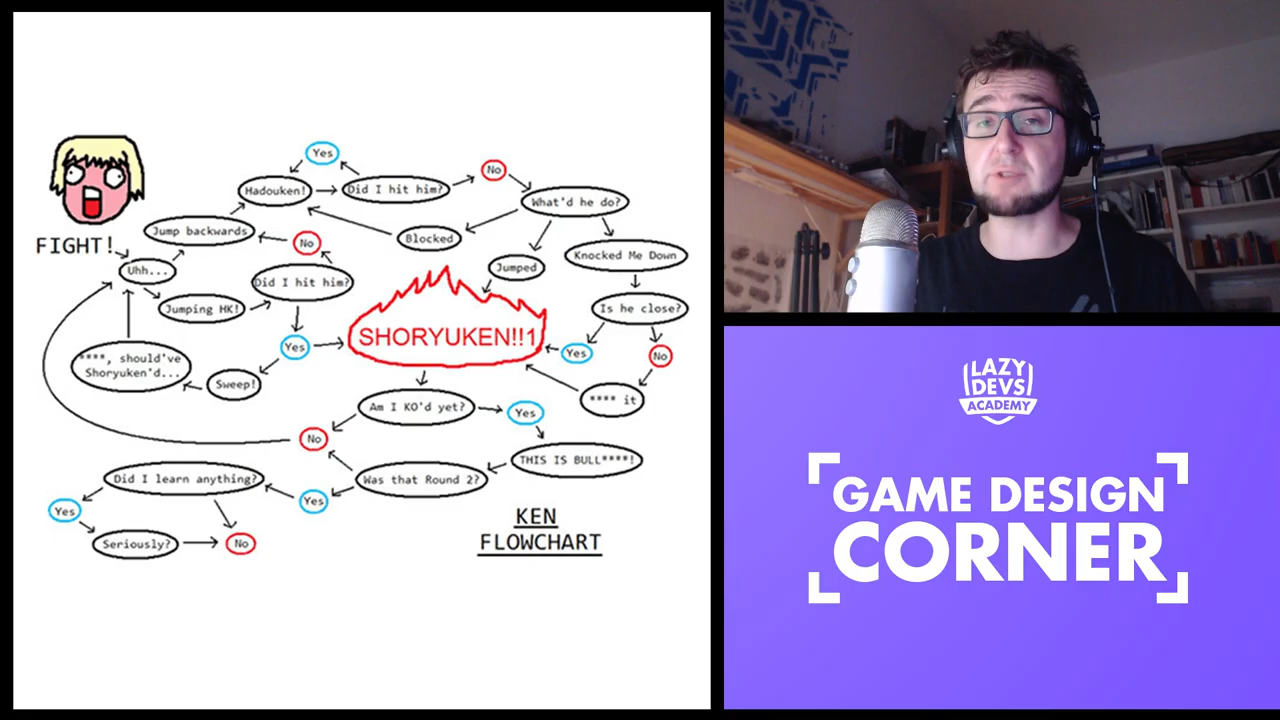 Yes
No
Hadouken!
Did I hit him?
What'd he do?
Jump backwards
No
Blocked
FIGHT!
Knocked Me Down
Uhh...
Did I hit him?
Jumped
Jumping HK!
Is he close?
SHORYUKEN!!1
Yes
Yes
No
****, should've
Shoryuken'd...
Sweep!
**** it
Am I KO'd yet?
Yes
No
THIS IS BULL****!
Did I learn anything?
Was that Round 2?
Yes
Yes
Seriously?
No
KEN
FLOWCHART
LAZY
DEVS
ACADEMY
GAME DESIGN
CORNER